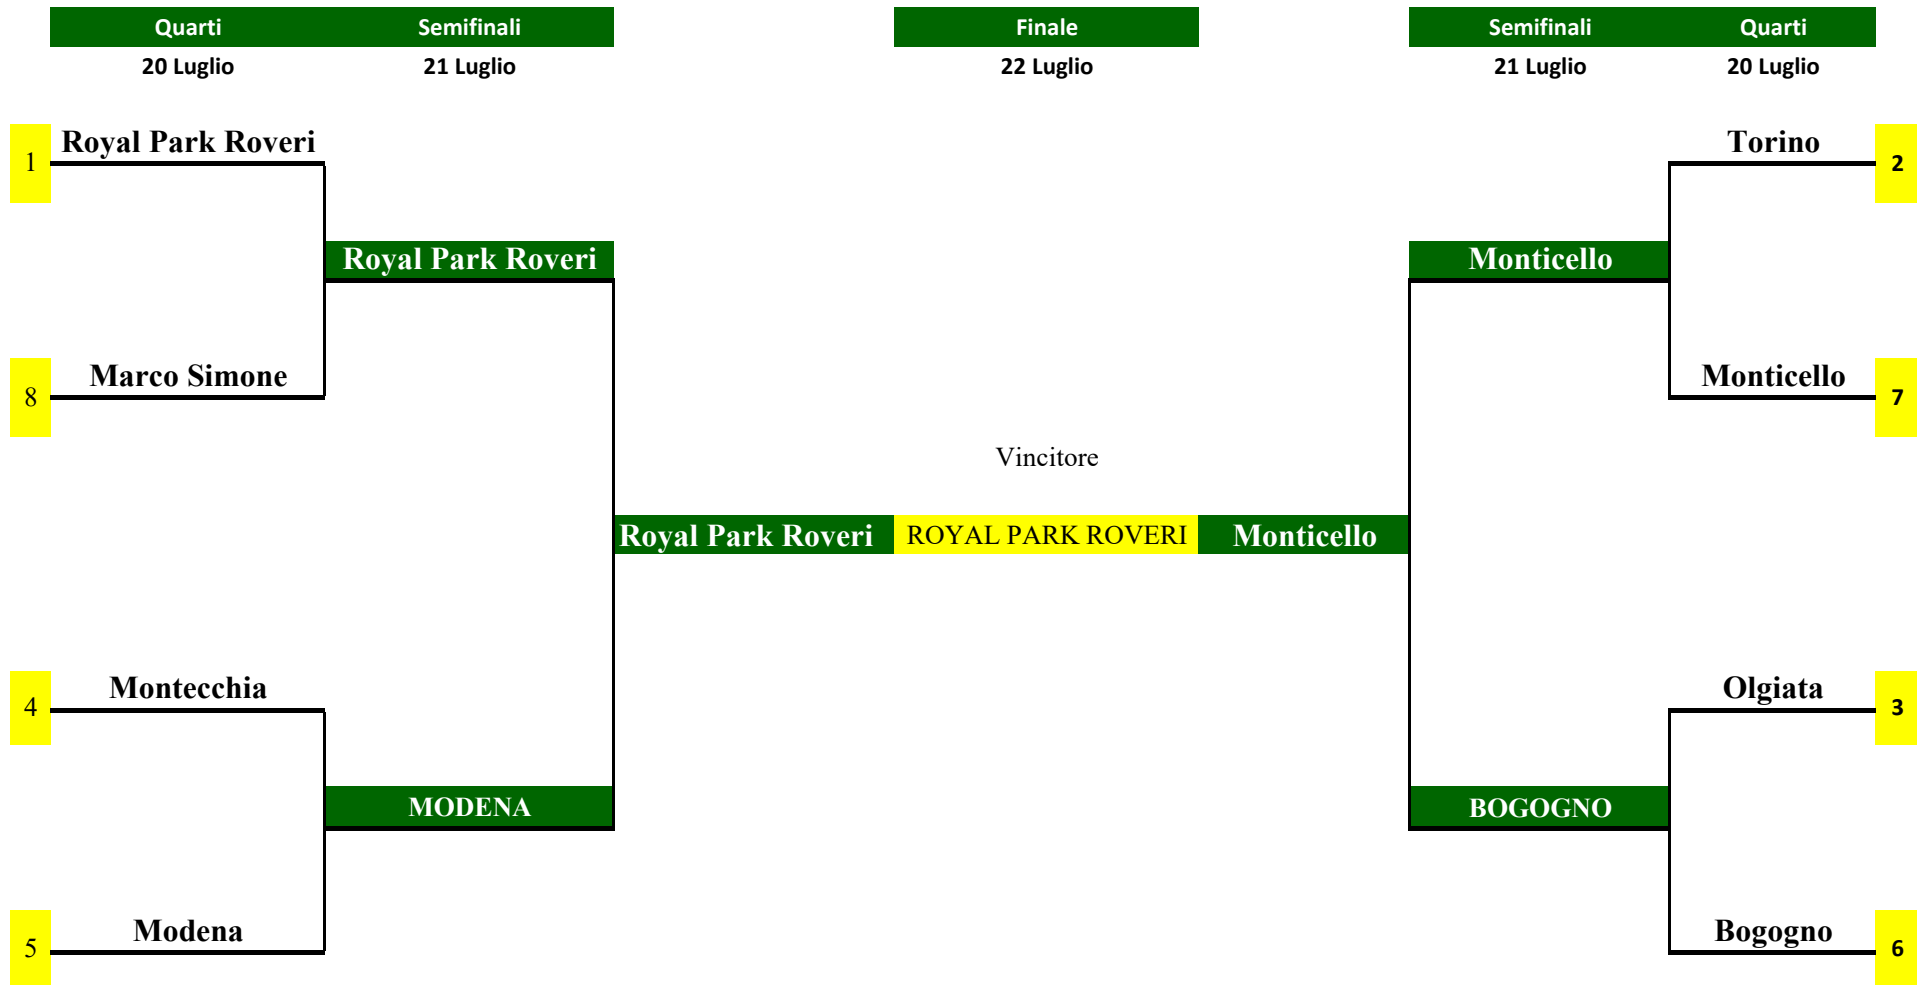 Quarti Semifinali Finale Semifinali Quarti
20 Luglio 21 Luglio 22 Luglio 21 Luglio 20 Luglio
1 Royal Park Roveri Torino 2
Royal Park Roveri Monticello
8 Marco Simone Monticello 7
Vincitore
Royal Park Roveri ROYAL PARK ROVERI Monticello
4 Montecchia Olgiata 3
MODENA BOGOGNO
5 Modena Bogogno 6